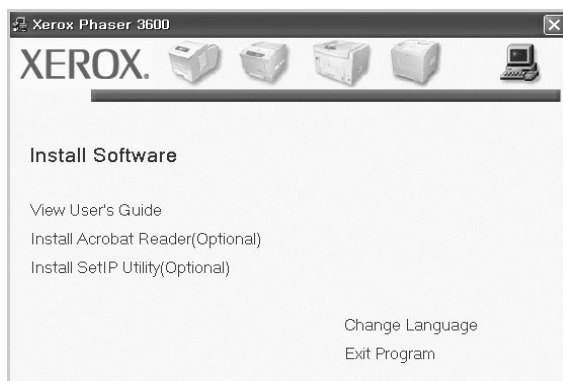 Xerox Phaser 3600
XEROX.
Install Software
View User's Guide
Install Acrobat Reader(Optional)
Install SetIP Utility(Optional)
Change Language
Exit Program